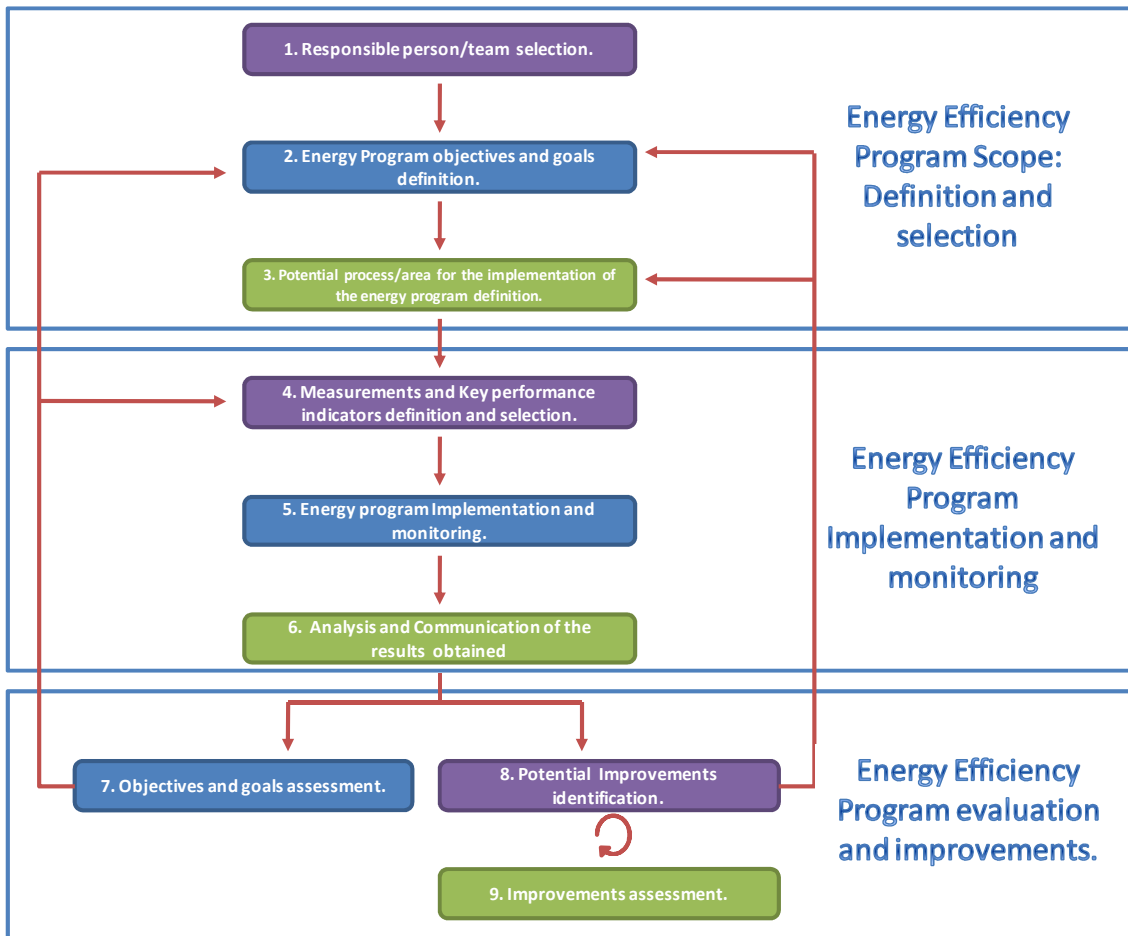 1. Responsible person/team selection.
2. Energy Program objectives and goals
definition.
3. Potential process/area for the implementation of
the energy program definition.
Energy Efficiency
Program Scope:
Definition and
selection
4. Measurements and Key performance
indicators definition and selection.
5. Energy program Implementation and
monitoring.
6. Analysis and Communication of the
results obtained
Energy Efficiency
Program
Implementation and
monitoring
7. Objectives and goals assessment.
8. Potential Improvements
identification.
9. Improvements assessment.
Energy Efficiency
Program evaluation
and improvements.